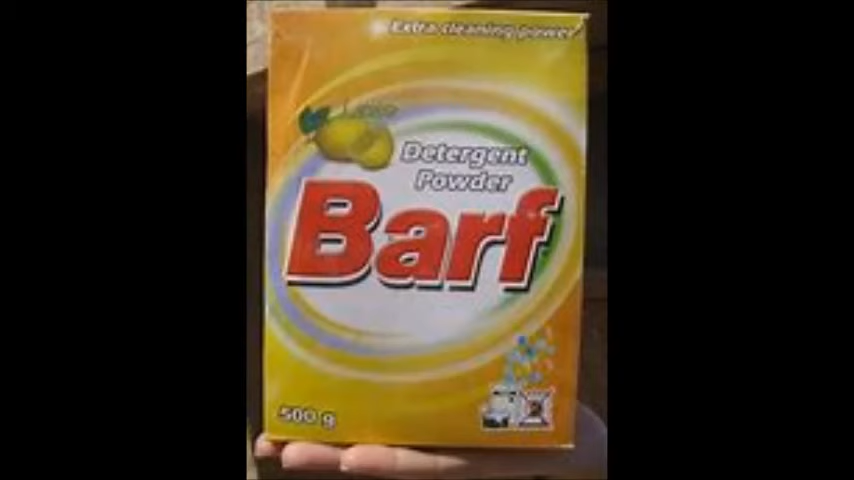 Extra cleaning power
Detergent
Powder
Barf
500 g